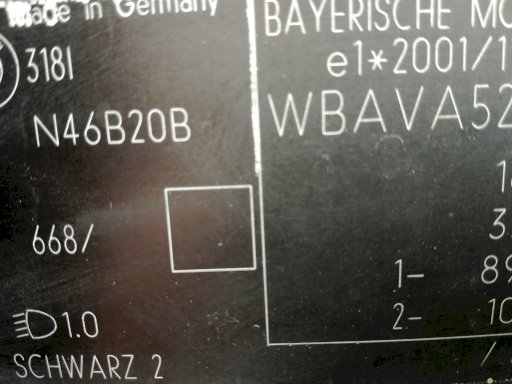 Made in Germany
318I
N46B20B
668/
1.0
SCHWARZ 2
BAYERISCHE MO
e1*2001/1
WBAVA52
1
3
1- 89
2- 10
/